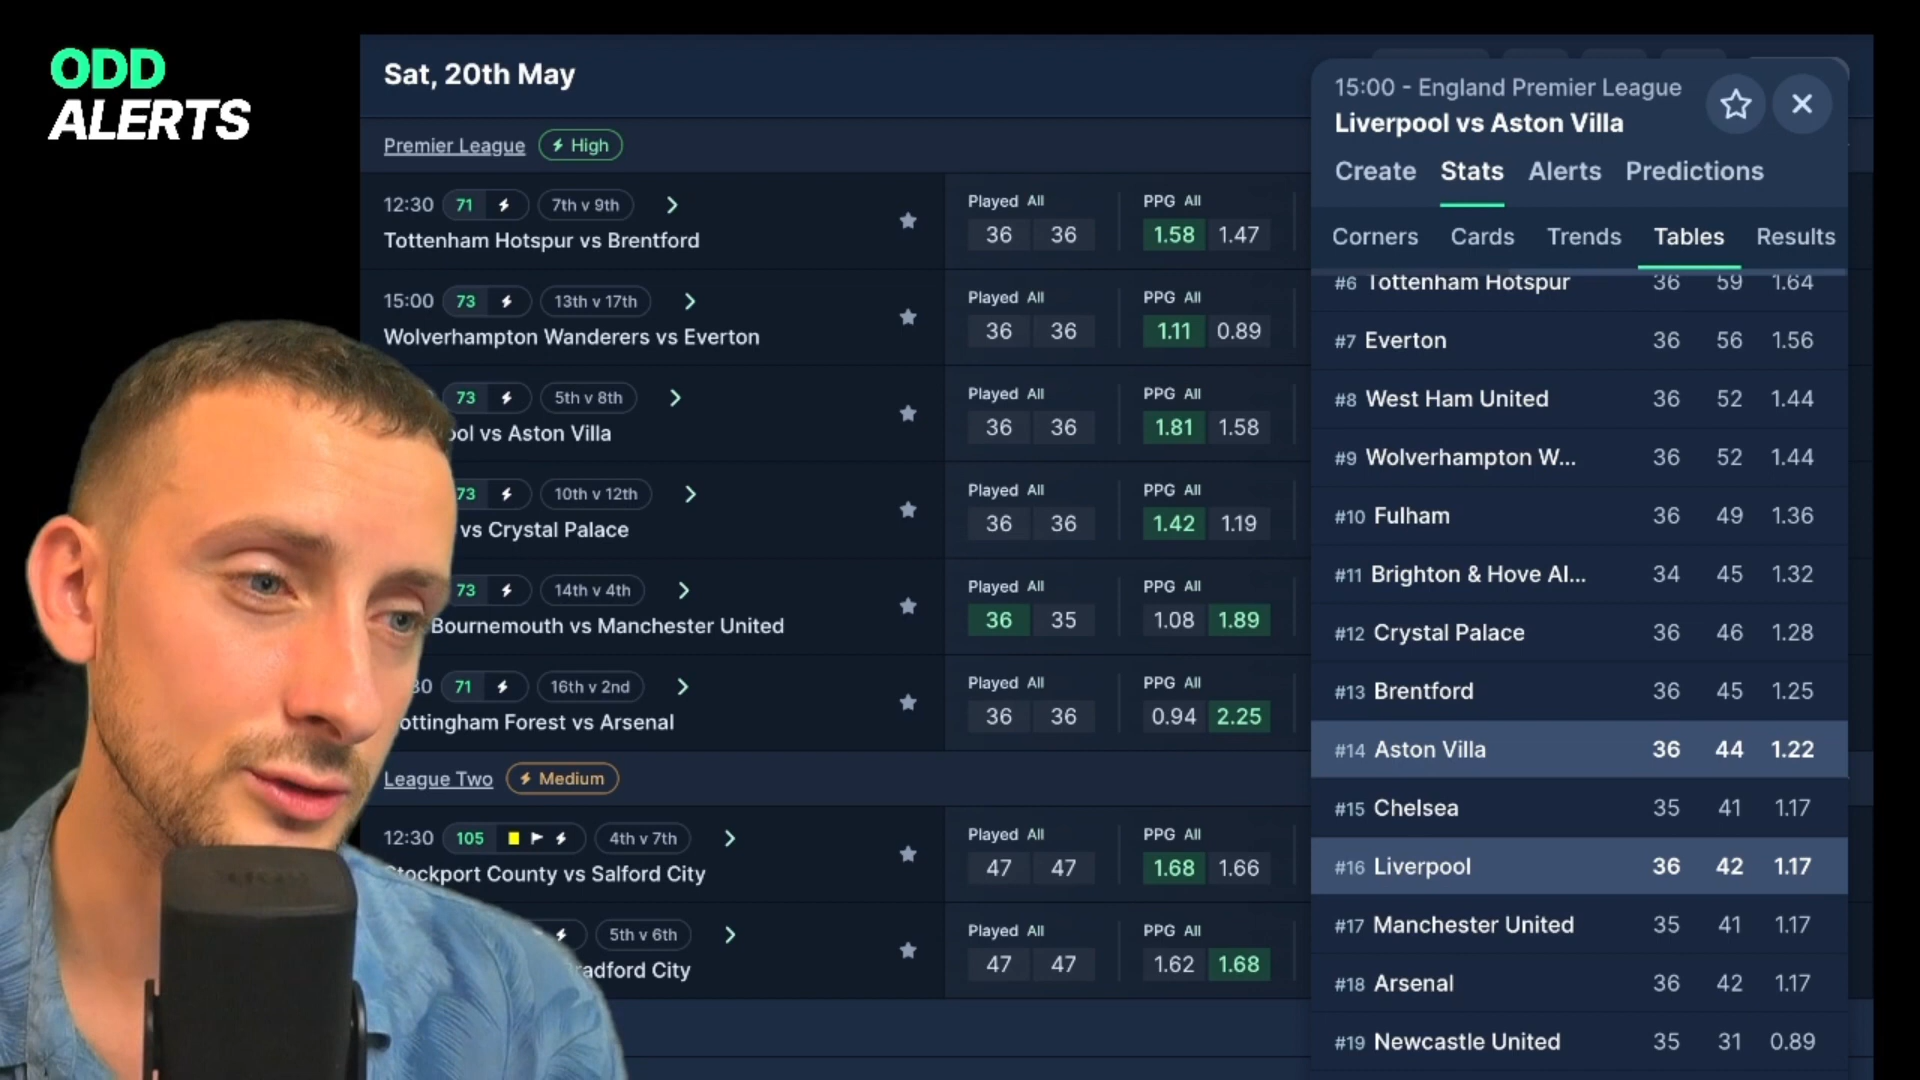 ODD
ALERTS
Sat, 20th May
Premier League High
12:30 71 7th v 9th
Tottenham Hotspur vs Brentford
Played All PPG All
36 36 1.58 1.47
15:00 73 13th v 17th
Wolverhampton Wanderers vs Everton
Played All PPG All
36 36 1.11 0.89
73 5th v 8th
ool vs Aston Villa
Played All PPG All
36 36 1.81 1.58
73 10th v 12th
vs Crystal Palace
Played All PPG All
36 36 1.42 1.19
73 14th v 4th
Bournemouth vs Manchester United
Played All PPG All
36 35 1.08 1.89
30 71 16th v 2nd
ottingham Forest vs Arsenal
Played All PPG All
36 36 0.94 2.25
League Two Medium
12:30 105 4th v 7th
Stockport County vs Salford City
Played All PPG All
47 47 1.68 1.66
5th v 6th
radford City
Played All PPG All
47 47 1.62 1.68
15:00 - England Premier League
Liverpool vs Aston Villa
Create Stats Alerts Predictions
Corners Cards Trends Tables Results
#6 Tottenham Hotspur 36 59 1.64
#7 Everton 36 56 1.56
#8 West Ham United 36 52 1.44
#9 Wolverhampton W... 36 52 1.44
#10 Fulham 36 49 1.36
#11 Brighton & Hove Al... 34 45 1.32
#12 Crystal Palace 36 46 1.28
#13 Brentford 36 45 1.25
#14 Aston Villa 36 44 1.22
#15 Chelsea 35 41 1.17
#16 Liverpool 36 42 1.17
#17 Manchester United 35 41 1.17
#18 Arsenal 36 42 1.17
#19 Newcastle United 35 31 0.89